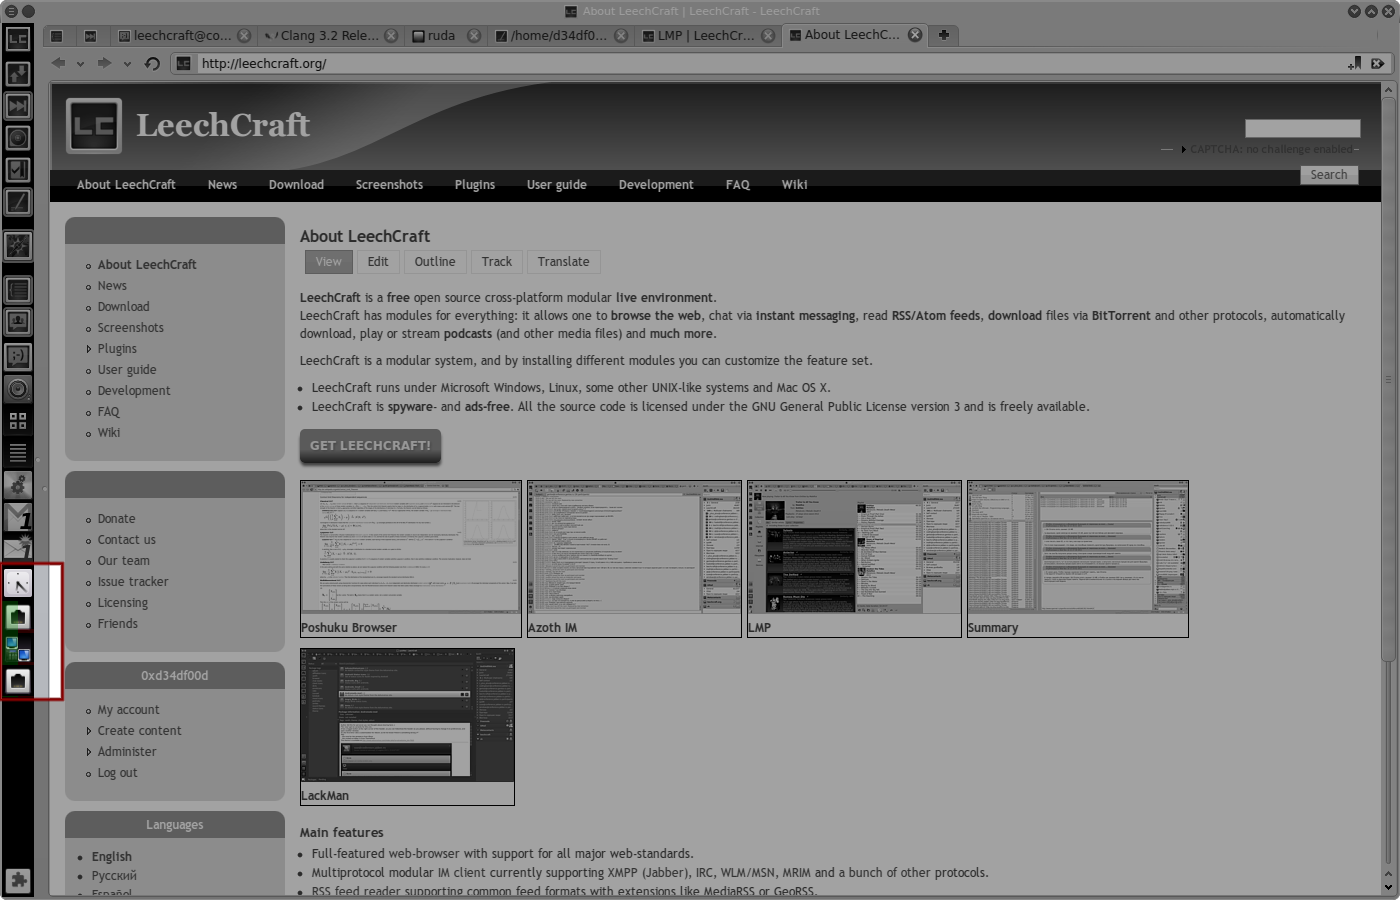 About LeechCraft | LeechCraft - LeechCraft
leechcraft@co...
Clang 3.2 Rele...
ruda
/home/d34df0...
LMP | LeechCr...
About LeechC...
http://leechcraft.org/
LC
LeechCraft
CAPTCHA: no challenge enabled
Search
About LeechCraft
News
Download
Screenshots
Plugins
User guide
Development
FAQ
Wiki
About LeechCraft
News
Download
Screenshots
Plugins
User guide
Development
FAQ
Wiki
Donate
Contact us
Our team
Issue tracker
Licensing
Friends
0xd34df00d
My account
Create content
Administer
Log out
Languages
English
Русский
Español
About LeechCraft
View
Edit
Outline
Track
Translate
LeechCraft is a free open source cross-platform modular live environment.
LeechCraft has modules for everything: it allows one to browse the web, chat via instant messaging, read RSS/Atom feeds, download files via BitTorrent and other protocols, automatically
download, play or stream podcasts (and other media files) and much more.
LeechCraft is a modular system, and by installing different modules you can customize the feature set.
LeechCraft runs under Microsoft Windows, Linux, some other UNIX-like systems and Mac OS X.
LeechCraft is spyware- and ads-free. All the source code is licensed under the GNU General Public License version 3 and is freely available.
GET LEECHCRAFT!
Poshuku Browser
Azoth IM
LMP
Summary
LackMan
Main features
Full-featured web-browser with support for all major web-standards.
Multiprotocol modular IM client currently supporting XMPP (Jabber), IRC, WLM/MSN, MRIM and a bunch of other protocols.
RSS feed reader supporting common feed formats with extensions like MediaRSS or GeoRSS.